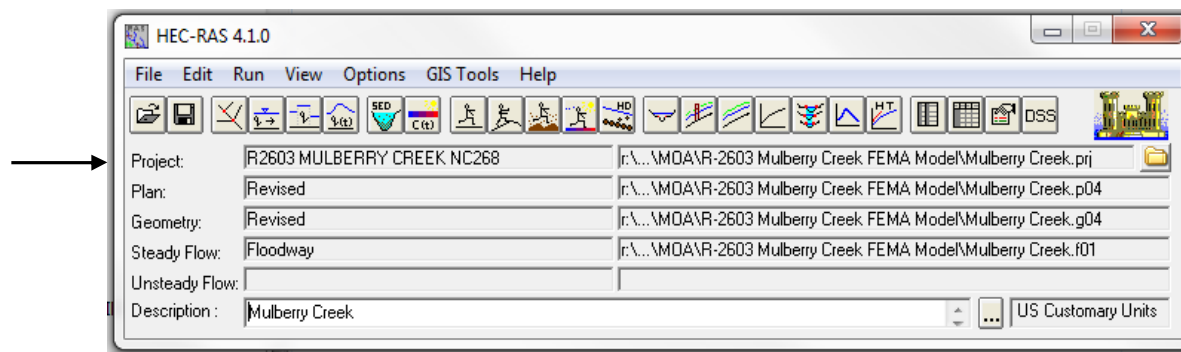 HEC-RAS 4.1.0
File Edit Run View Options GIS Tools Help
SED C(t) HD HT DSS
Project: R2603 MULBERRY CREEK NC268 r:\...\MOA\R-2603 Mulberry Creek FEMA Model\Mulberry Creek.prj
Plan: Revised r:\...\MOA\R-2603 Mulberry Creek FEMA Model\Mulberry Creek.p04
Geometry: Revised r:\...\MOA\R-2603 Mulberry Creek FEMA Model\Mulberry Creek.g04
Steady Flow: Floodway r:\...\MOA\R-2603 Mulberry Creek FEMA Model\Mulberry Creek.f01
Unsteady Flow:
Description : Mulberry Creek ... US Customary Units